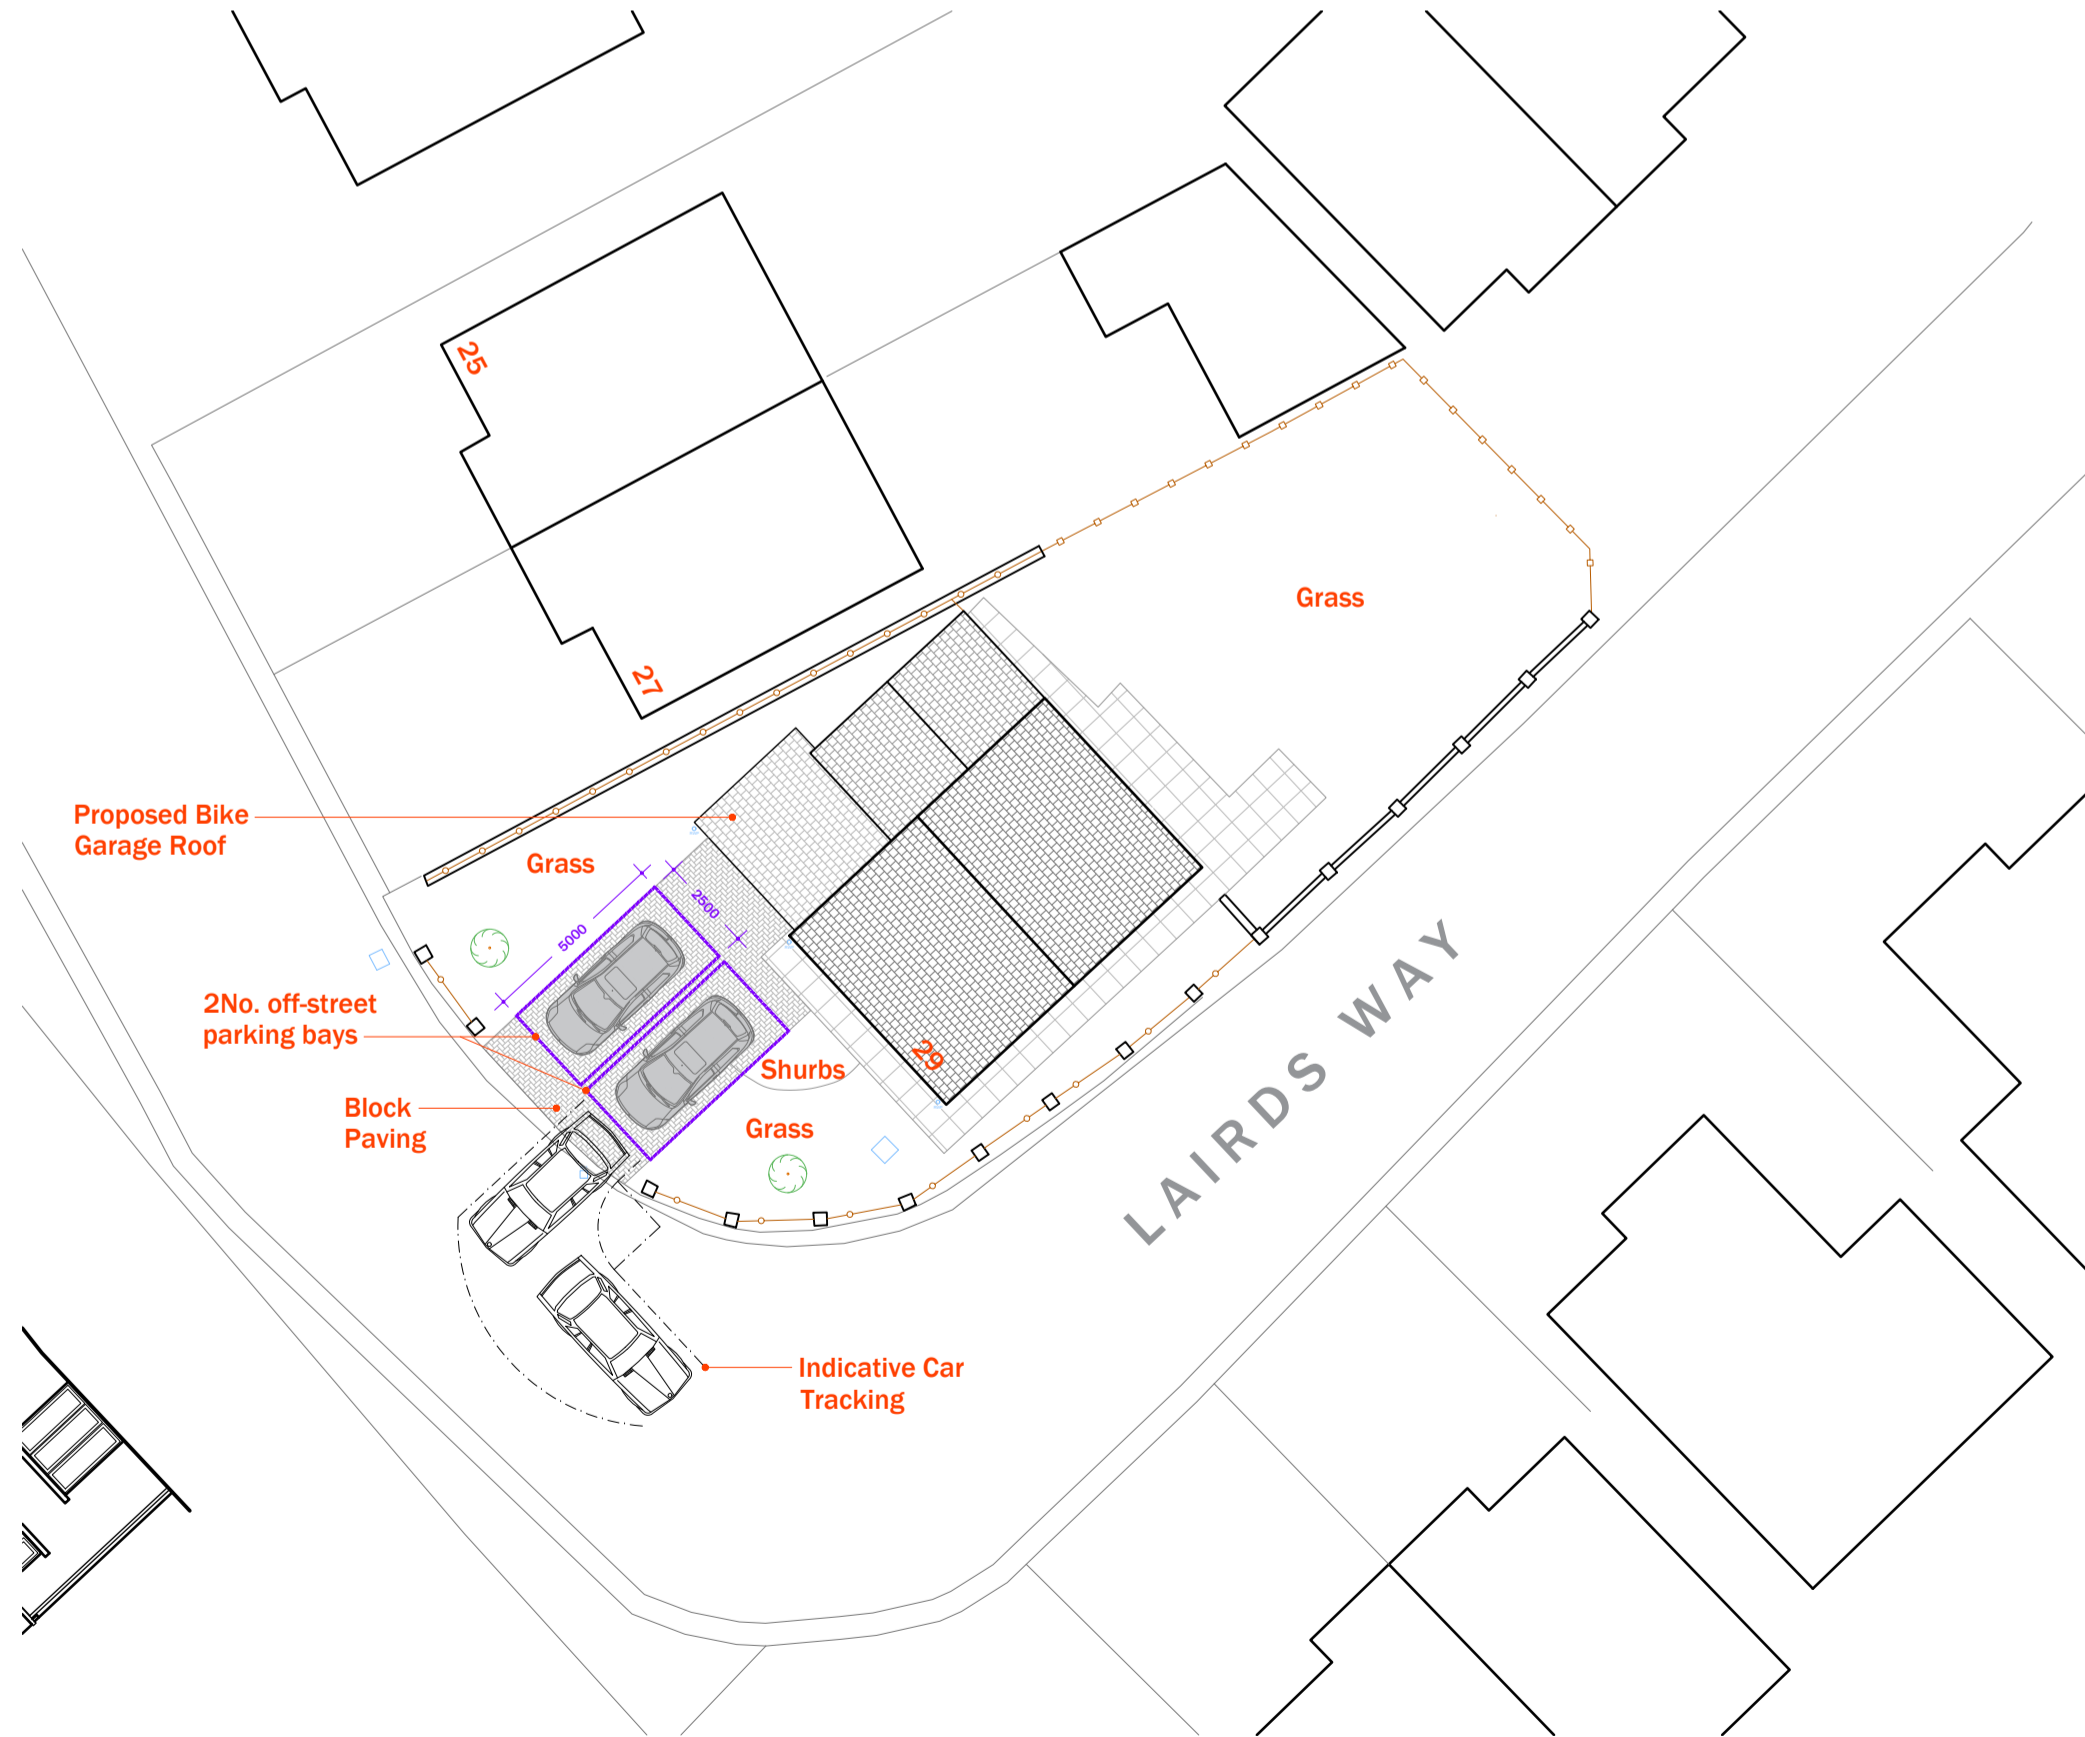 25
27
Grass
Proposed Bike
Garage Roof
Grass
2500
5000
2No. off-street
parking bays
Shurbs
29
Block
Paving
Grass
LAIRDS WAY
Indicative Car
Tracking